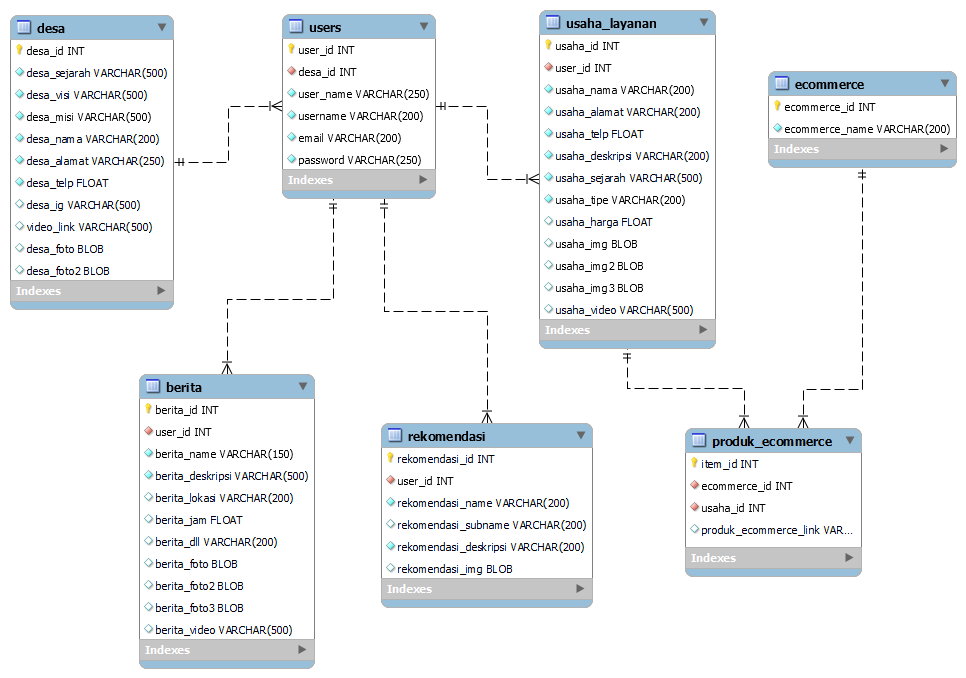 desa
desa_id INT
desa_sejarah VARCHAR(500)
desa_visi VARCHAR(500)
desa_misi VARCHAR(500)
desa_nama VARCHAR(200)
desa_alamat VARCHAR(250)
desa_telp FLOAT
desa_ig VARCHAR(500)
video_link VARCHAR(500)
desa_foto BLOB
desa_foto2 BLOB
Indexes
users
user_id INT
desa_id INT
user_name VARCHAR(250)
username VARCHAR(200)
email VARCHAR(200)
password VARCHAR(250)
Indexes
usaha_layanan
usaha_id INT
user_id INT
usaha_nama VARCHAR(200)
usaha_alamat VARCHAR(200)
usaha_telp FLOAT
usaha_deskripsi VARCHAR(200)
usaha_sejarah VARCHAR(500)
usaha_tipe VARCHAR(200)
usaha_harga FLOAT
usaha_img BLOB
usaha_img2 BLOB
usaha_img3 BLOB
usaha_video VARCHAR(500)
Indexes
ecommerce
ecommerce_id INT
ecommerce_name VARCHAR(200)
Indexes
berita
berita_id INT
user_id INT
berita_name VARCHAR(150)
berita_deskripsi VARCHAR(500)
berita_lokasi VARCHAR(200)
berita_jam FLOAT
berita_dll VARCHAR(200)
berita_foto BLOB
berita_foto2 BLOB
berita_foto3 BLOB
berita_video VARCHAR(500)
Indexes
rekomendasi
rekomendasi_id INT
user_id INT
rekomendasi_name VARCHAR(200)
rekomendasi_subname VARCHAR(200)
rekomendasi_deskripsi VARCHAR(200)
rekomendasi_img BLOB
Indexes
produk_ecommerce
item_id INT
ecommerce_id INT
usaha_id INT
produk_ecommerce_link VAR...
Indexes